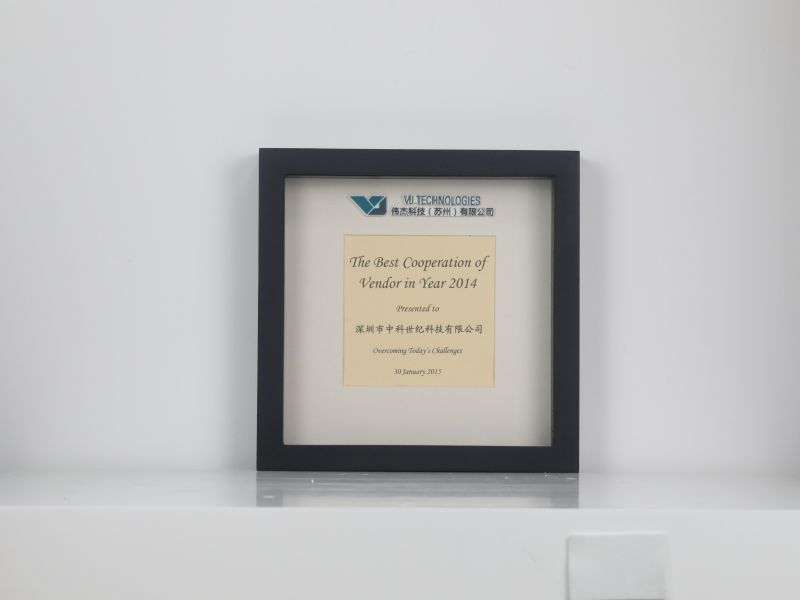 VJ TECHNOLOGIES
伟杰科技（苏州）有限公司
The Best Cooperation of
Vendor in Year 2014
Presented to
深圳市中科世纪科技有限公司
Overcoming Today's Challenges
30 January 2015